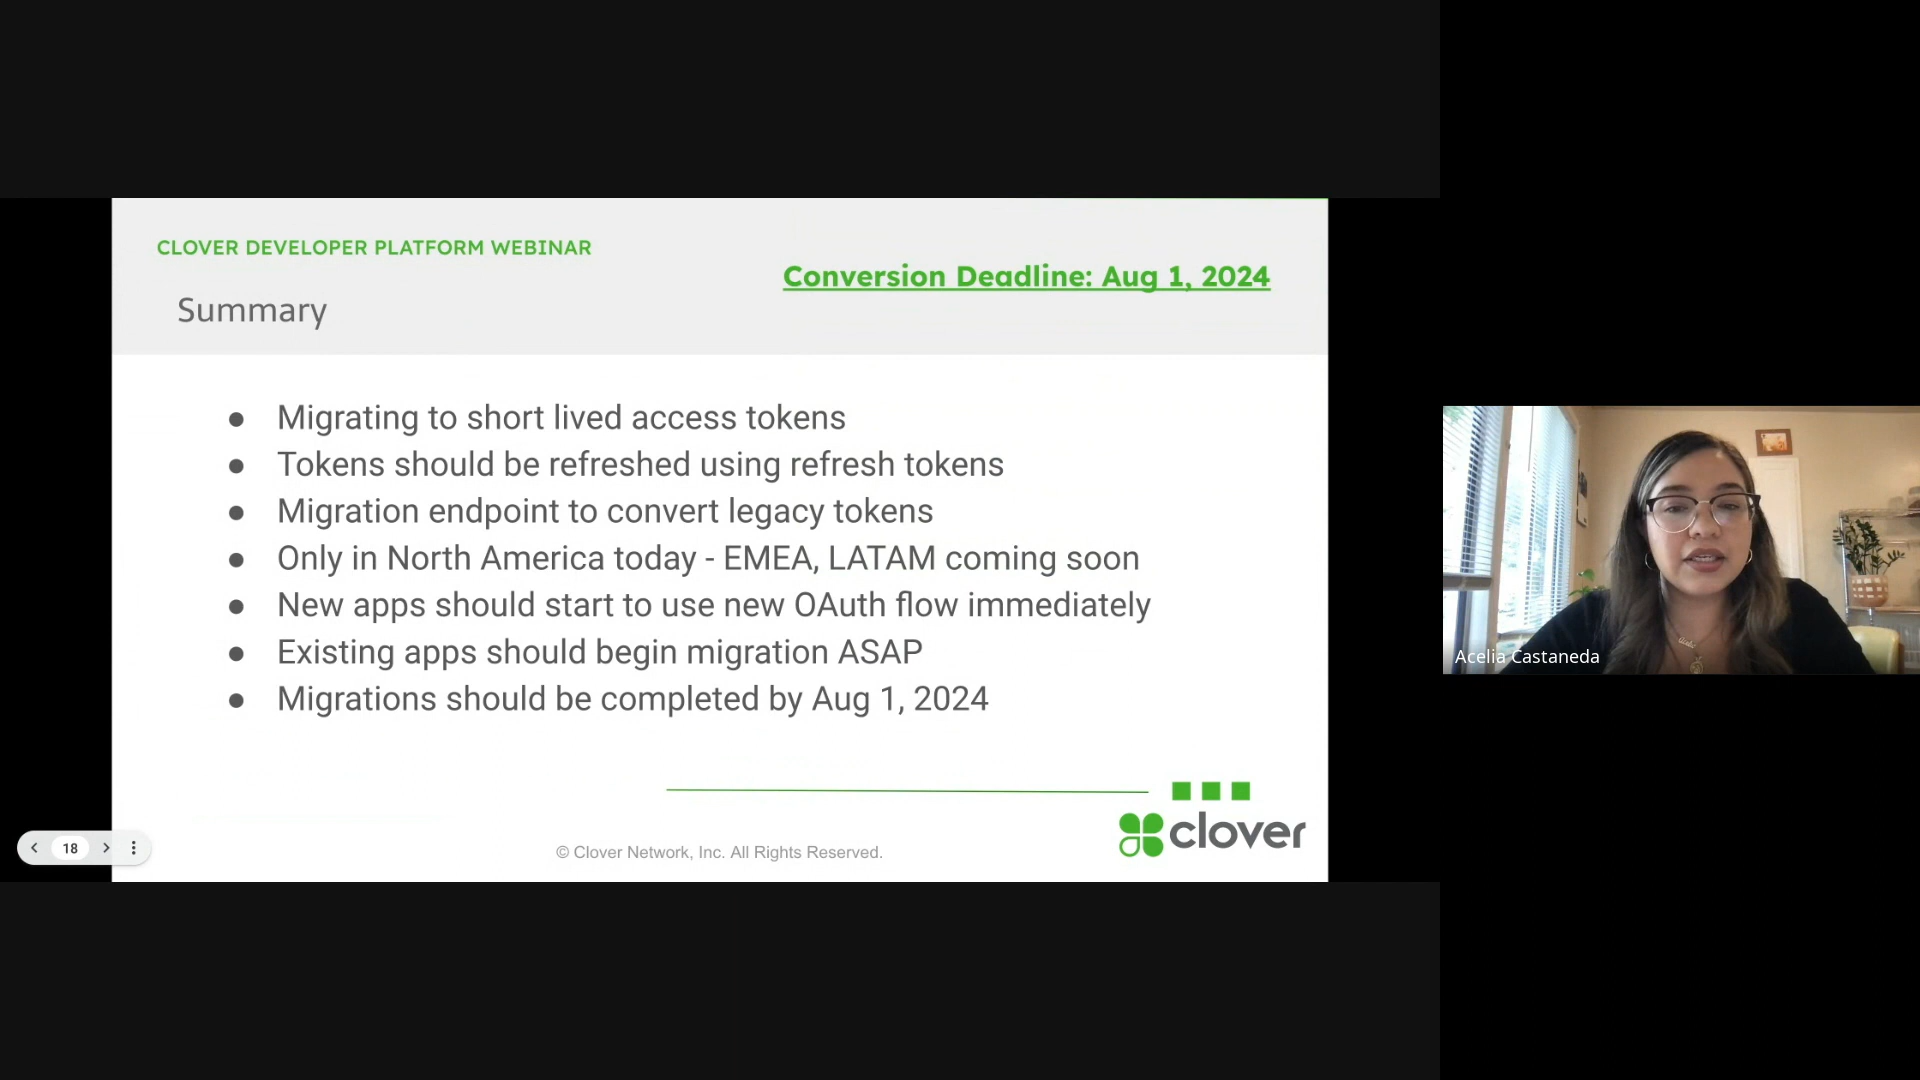 CLOVER DEVELOPER PLATFORM WEBINAR
Conversion Deadline: Aug 1, 2024
Summary
● Migrating to short lived access tokens
● Tokens should be refreshed using refresh tokens
● Migration endpoint to convert legacy tokens
● Only in North America today - EMEA, LATAM coming soon
● New apps should start to use new OAuth flow immediately
● Existing apps should begin migration ASAP
● Migrations should be completed by Aug 1, 2024
clover
© Clover Network, Inc. All Rights Reserved.
18
Acelia Castaneda